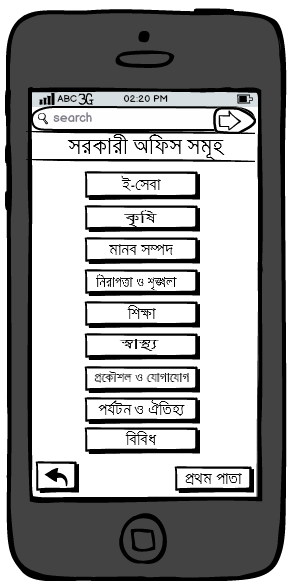 ABC 3G 02:20 PM
search
সরকারী অফিস সমূহ
ই-সেবা
কৃষি
মানব সম্পদ
নিরাপত্তা ও শৃঙ্খলা
শিক্ষা
স্বাস্থ্য
প্রকৌশল ও যোগাযোগ
পর্যটন ও ঐতিহ্য
বিবিধ
প্রথম পাতা